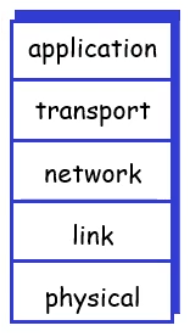 application
transport
network
link
physical